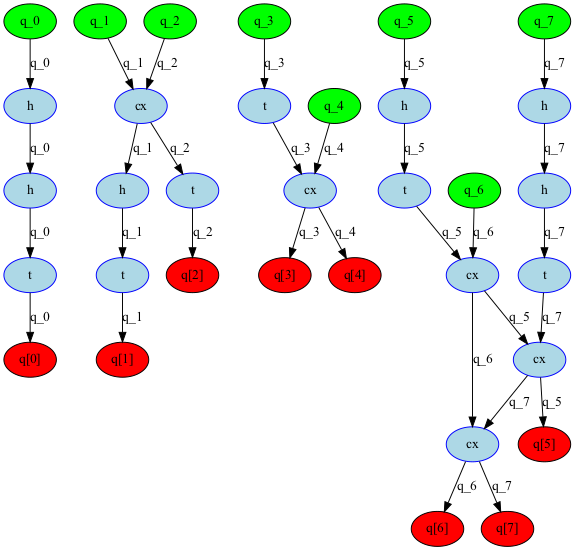 q_0 q_1 q_2 q_3 q_5 q_7
q_0 q_1 q_2 q_3 q_5 q_7
h cx t q_4 h h
q_0 q_1 q_2 q_3 q_4 q_5 q_7
h h t cx t q_6 h
q_0 q_1 q_2 q_3 q_4 q_5 q_6 q_7
t t q[2] q[3] q[4] cx t
q_0 q_1 q_5 q_7
q[0] q[1] q_6 cx
q_7 q_5
cx q[5]
q_6 q_7
q[6] q[7]